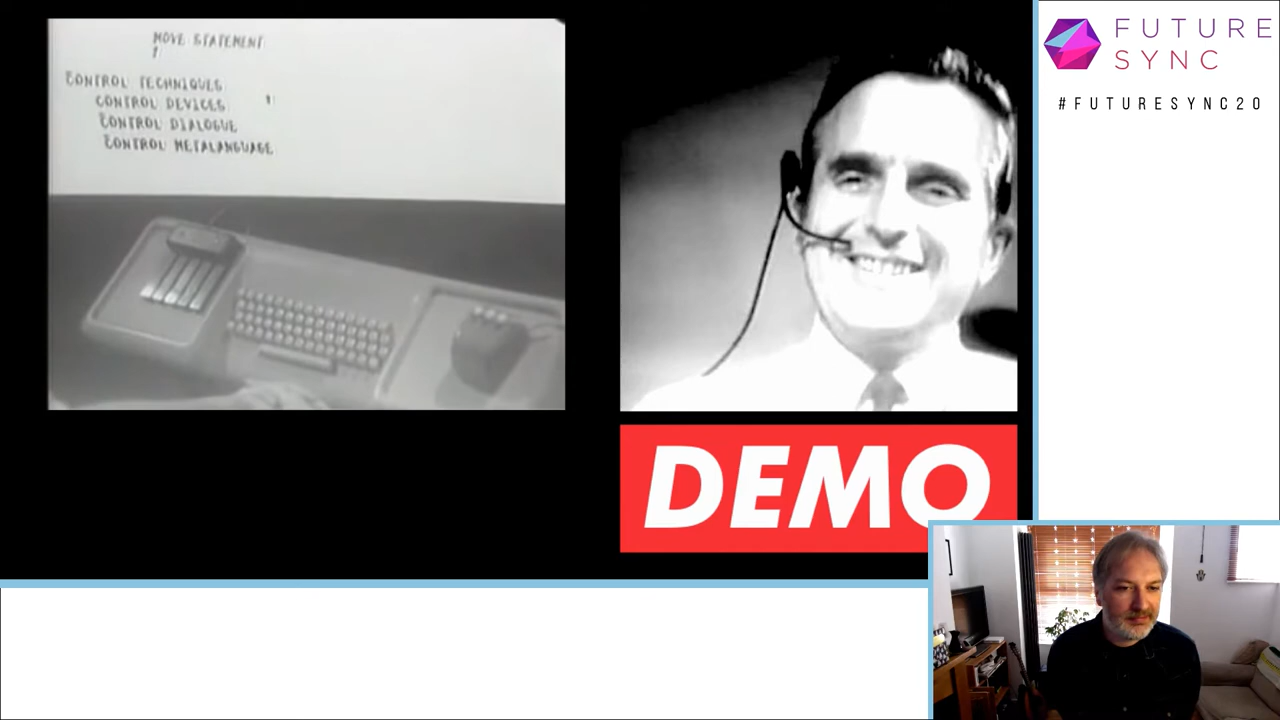 MOVE STATEMENT
CONTROL TECHNIQUES
CONTROL DEVICES
CONTROL DIALOGUE
CONTROL METALANGUAGE
DEMO
FUTURE
SYNC
#FUTURESYNC20